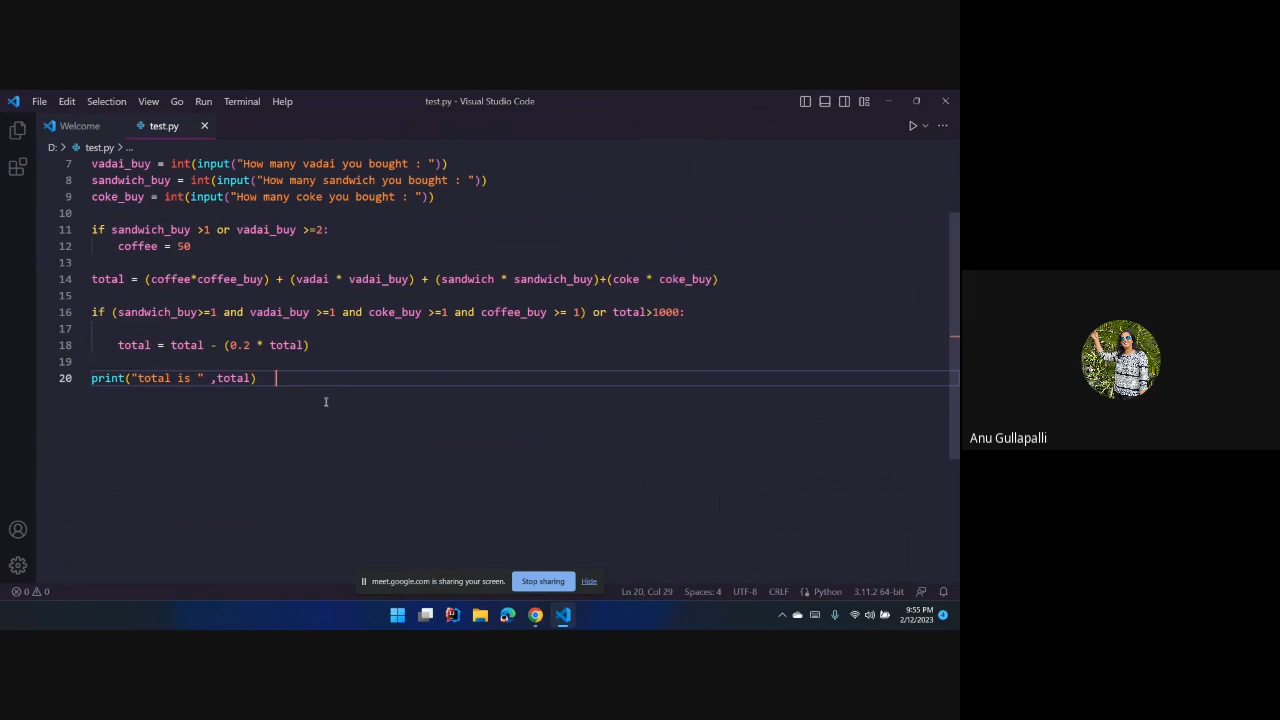 File Edit Selection View Go Run Terminal Help test.py - Visual Studio Code
Welcome test.py
D: > test.py > ...
7 vadai_buy = int(input("How many vadai you bought : "))
8 sandwich_buy = int(input("How many sandwich you bought : "))
9 coke_buy = int(input("How many coke you bought : "))
10
11 if sandwich_buy >1 or vadai_buy >=2:
12 coffee = 50
13
14 total = (coffee*coffee_buy) + (vadai * vadai_buy) + (sandwich * sandwich_buy)+(coke * coke_buy)
15
16 if (sandwich_buy>=1 and vadai_buy >=1 and coke_buy >=1 and coffee_buy >= 1) or total>1000:
17
18 total = total - (0.2 * total)
19
20 print("total is " ,total)
Anu Gullapalli
meet.google.com is sharing your screen. Stop sharing Hide
0 0 Ln 20, Col 29 Spaces: 4 UTF-8 CRLF Python 3.11.2 64-bit
9:55 PM
2/12/2023 4